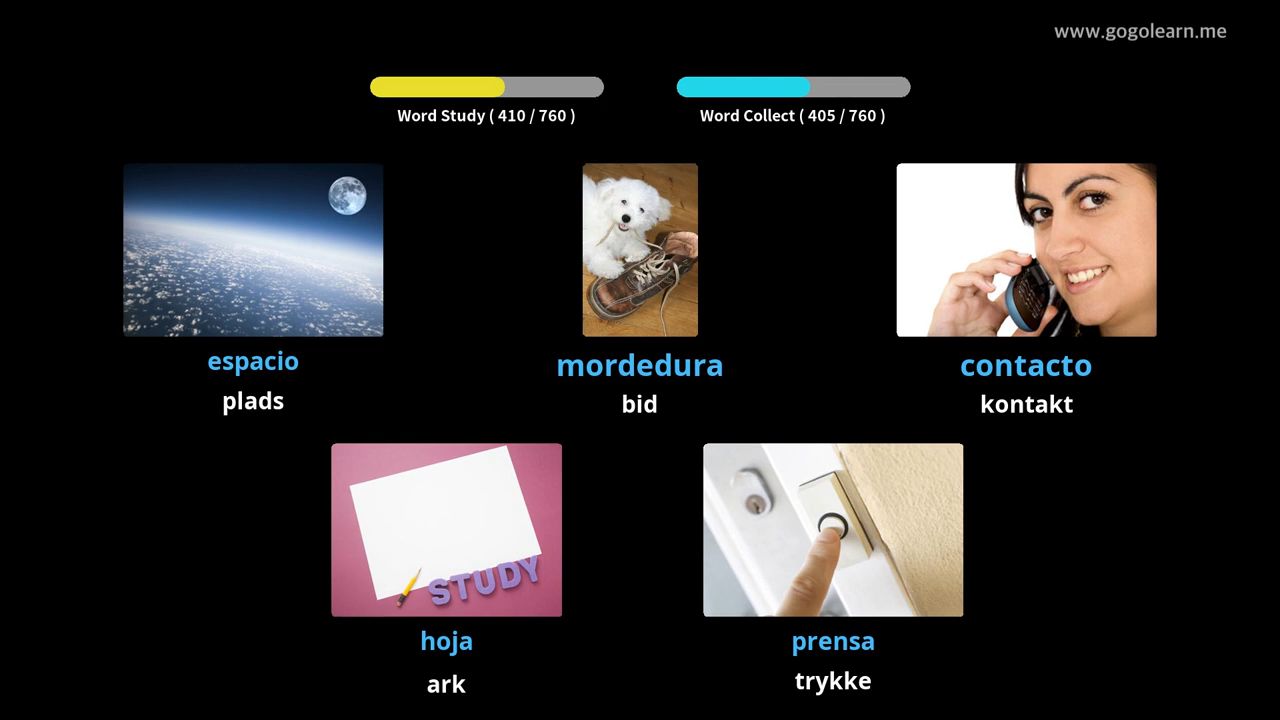 www.gogolearn.me
Word Study ( 410 / 760 )
Word Collect ( 405 / 760 )
espacio
plads
mordedura
bid
contacto
kontakt
STUDY
hoja
ark
prensa
trykke